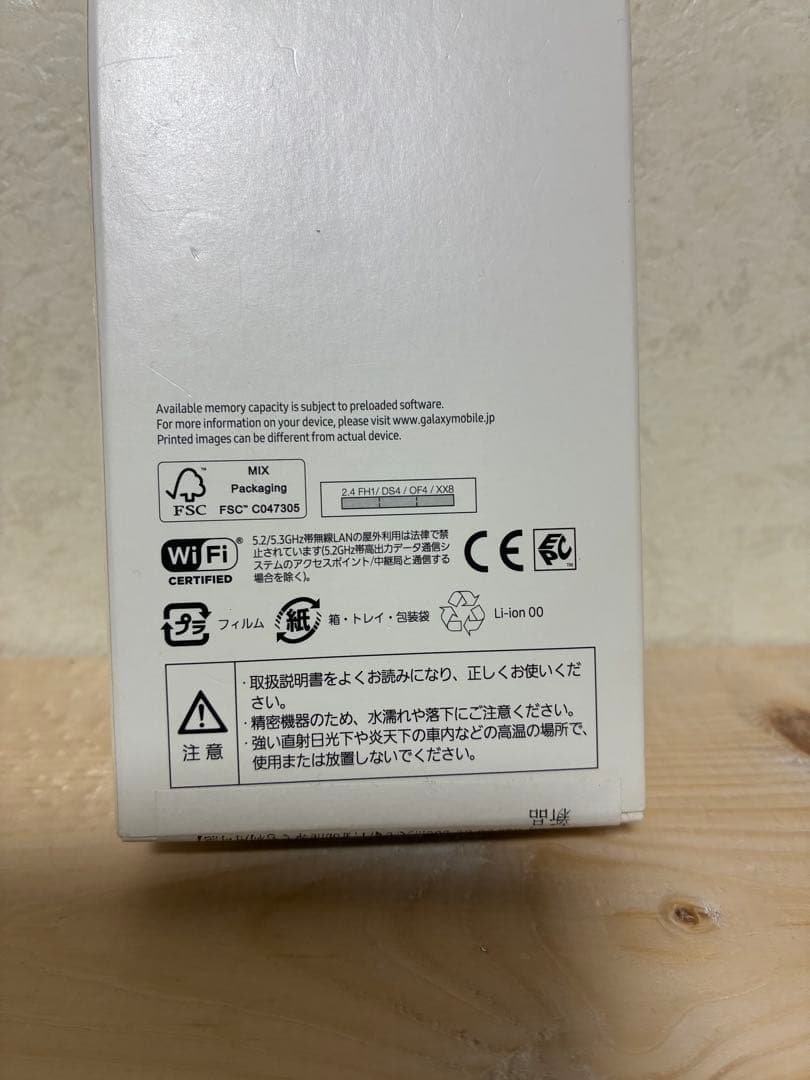 Available memory capacity is subject to preloaded software.
For more information on your device, please visit www.galaxymobile.jp
Printed images can be different from actual device.
FSC™
MIX
Packaging
FSC™ C047305
2.4 FH1/ DS4 / OF4 / XX8
Wi Fi®
CERTIFIED
5.2/5.3GHz帯無線LANの屋外利用は法律で禁
止されています(5.2GHz帯高出力データ通信シ
ステムのアクセスポイント/中継局と通信する
場合を除く)。
CE
プラ フィルム 紙 箱・トレイ・包装袋 Li-ion 00
注意
・取扱説明書をよくお読みになり、正しくお使いくだ
さい。
・精密機器のため、水濡れや落下にご注意ください。
・強い直射日光下や炎天下の車内などの高温の場所で、
使用または放置しないでください。
新品